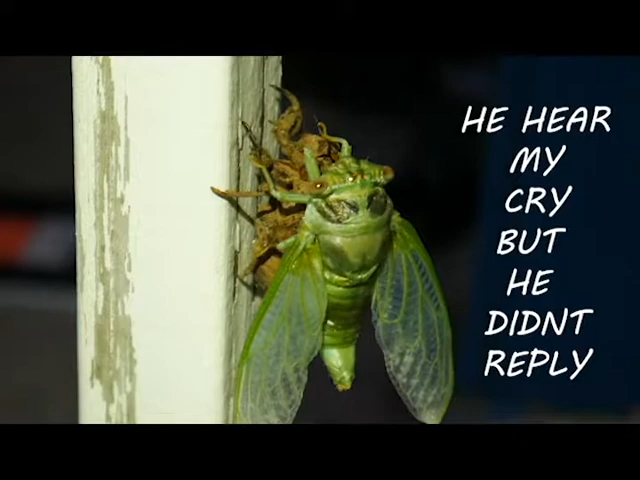 HE HEAR
MY
CRY
BUT
HE
DIDNT
REPLY